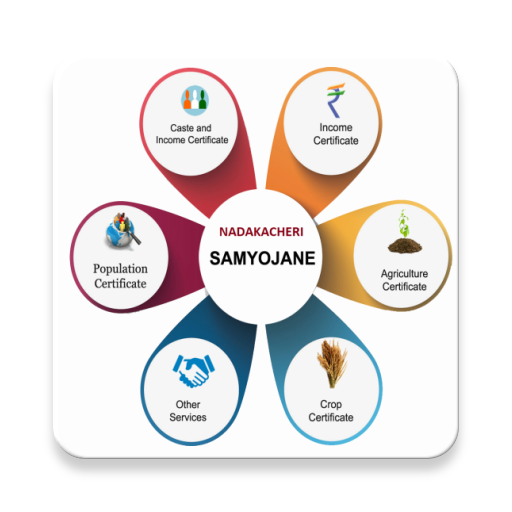 Caste and
Income Certificate
Income
Certificate
NADAKACHERI
SAMYOJANE
Population
Certificate
Agriculture
Certificate
Other
Services
Crop
Certificate